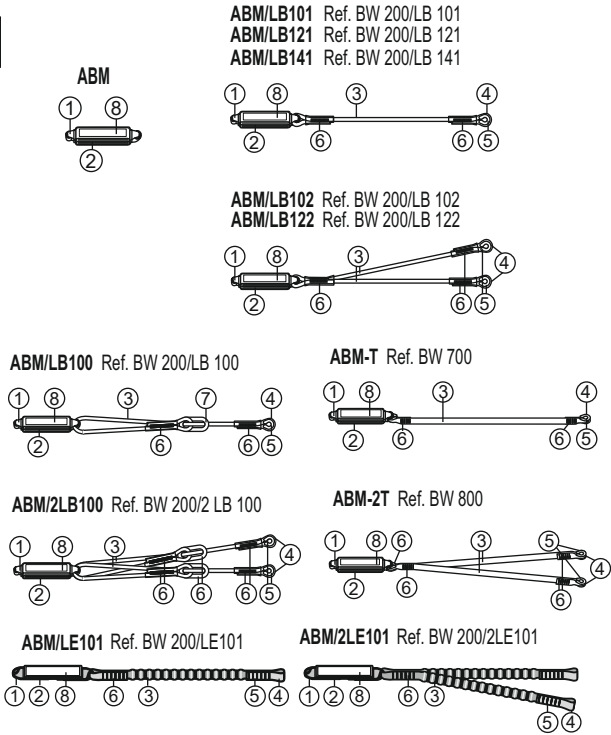 ABM/LB101 Ref. BW 200/LB 101
ABM/LB121 Ref. BW 200/LB 121
ABM/LB141 Ref. BW 200/LB 141
ABM
1 8
2
1 8 3 4
2 6 6 5
ABM/LB102 Ref. BW 200/LB 102
ABM/LB122 Ref. BW 200/LB 122
1 8 3 4
2 6 6 5
ABM/LB100 Ref. BW 200/LB 100
1 8 3 7 4
2 6 6 5
ABM-T Ref. BW 700
1 8 3 4
2 6 6 5
ABM/2LB100 Ref. BW 200/2 LB 100
1 8 3 4
2 6 6 6 5
ABM-2T Ref. BW 800
1 8 6 3 5 4
2 6 6
ABM/LE101 Ref. BW 200/LE101
1 2 8 6 3 5 4
ABM/2LE101 Ref. BW 200/2LE101
1 2 8 6 3 5 4